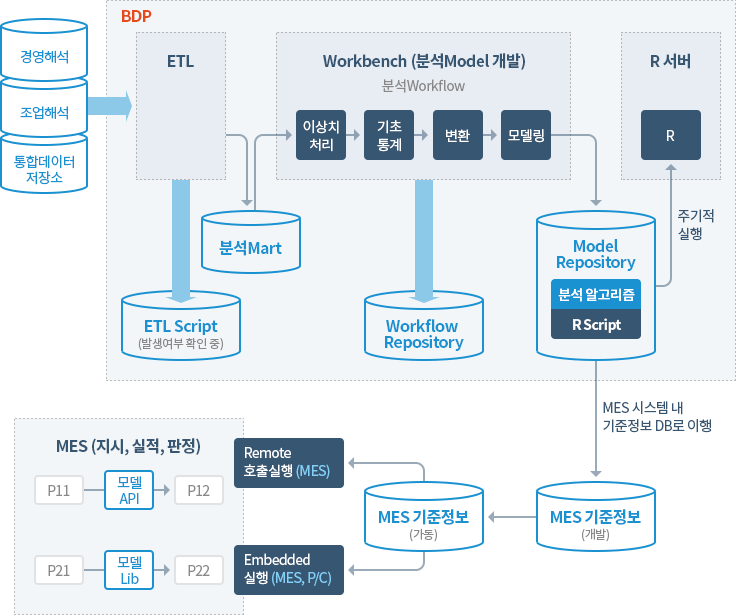 BDP
경영해석
조업해석
통합데이터
저장소
ETL
Workbench (분석Model 개발)
분석Workflow
이상치
처리
기초
통계
변환
모델링
R 서버
R
분석Mart
ETL Script
(발생여부 확인 중)
Workflow
Repository
Model
Repository
분석 알고리즘
R Script
주기적
실행
MES 시스템 내
기준정보 DB로 이행
MES (지시, 실적, 판정)
P11
모델
API
P12
P21
모델
Lib
P22
Remote
호출실행 (MES)
Embedded
실행 (MES, P/C)
MES 기준정보
(가동)
MES 기준정보
(개발)